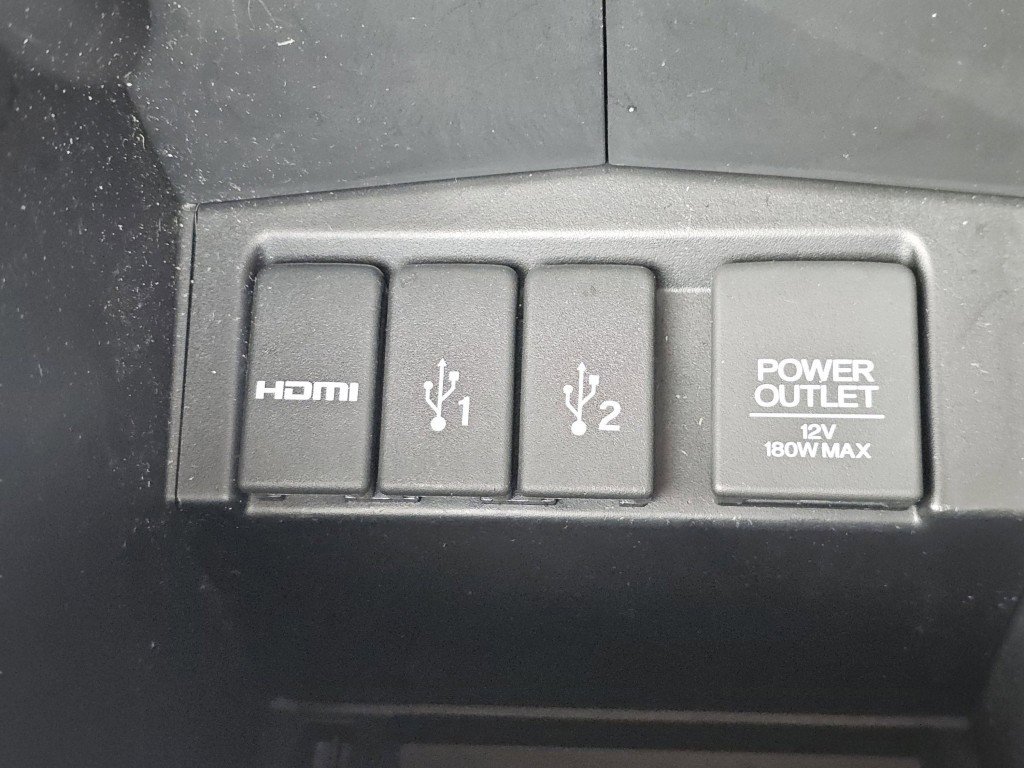 HDMI
1
2
POWER
OUTLET
12V
180W MAX